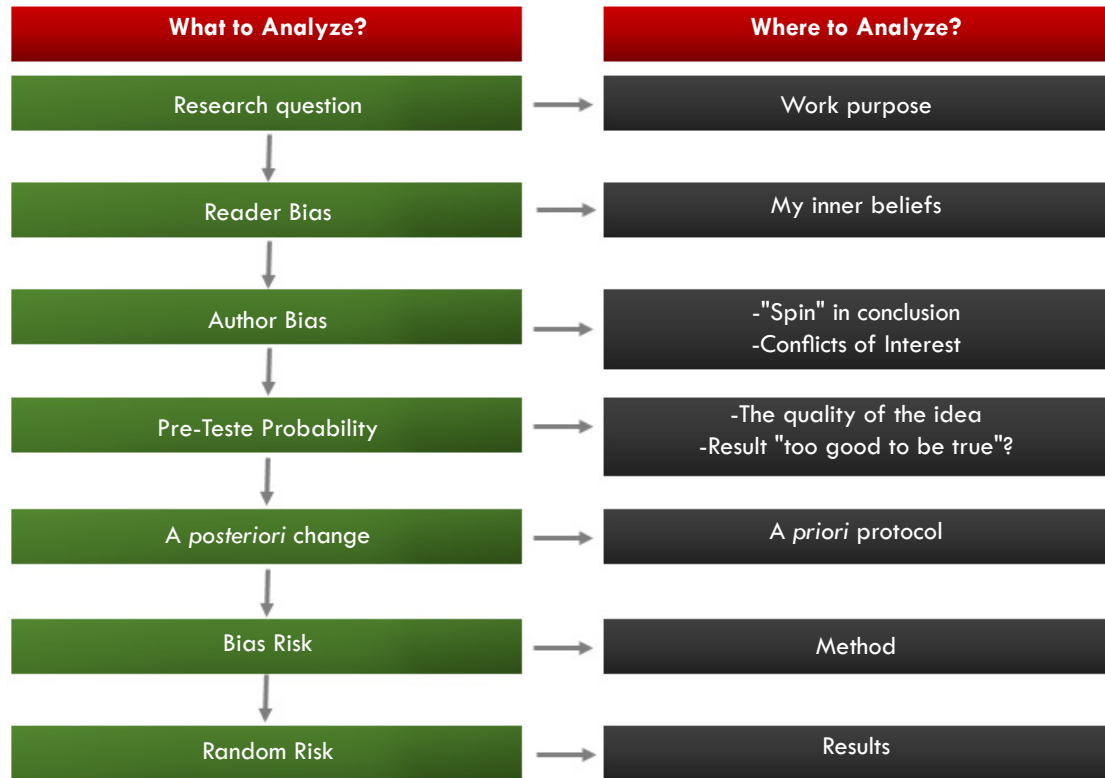 What to Analyze?
Where to Analyze?
Research question
Work purpose
Reader Bias
My inner beliefs
Author Bias
-"Spin" in conclusion
-Conflicts of Interest
Pre-Teste Probability
-The quality of the idea
-Result "too good to be true"?
A posteriori change
A priori protocol
Bias Risk
Method
Random Risk
Results